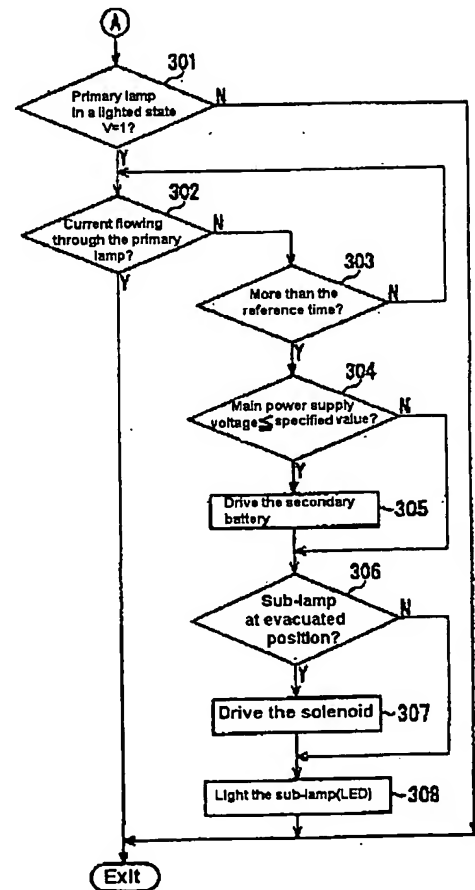 A
301
Primary lamp
in a lighted state
V=1?
N
Y
302
Current flowing
through the primary
lamp?
N
Y
303
More than the
reference time?
N
Y
304
Main power supply
voltage≦specified value?
N
Y
Drive the secondary
battery
305
306
Sub-lamp
at evacuated
position?
N
Y
Drive the solenoid
307
Light the sub-lamp(LED)
308
Exit